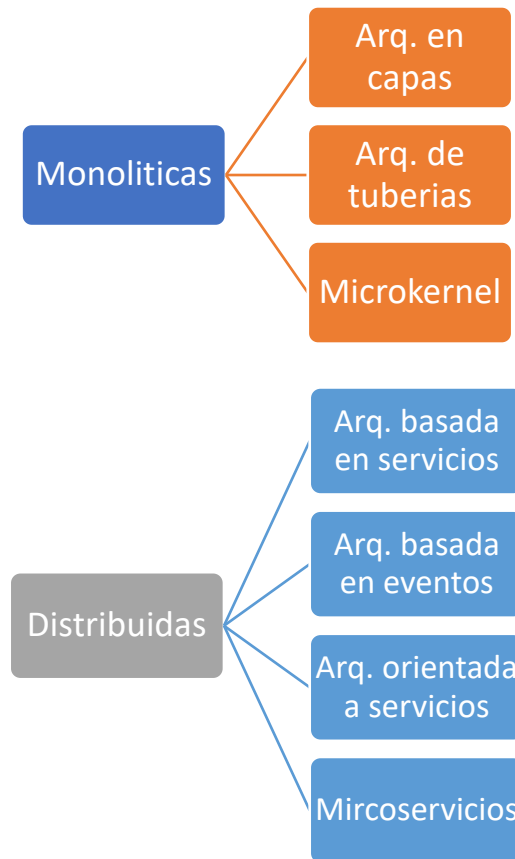 Monoliticas
Arq. en
capas
Arq. de
tuberias
Microkernel
Distribuidas
Arq. basada
en servicios
Arq. basada
en eventos
Arq. orientada
a servicios
Mircoservicios